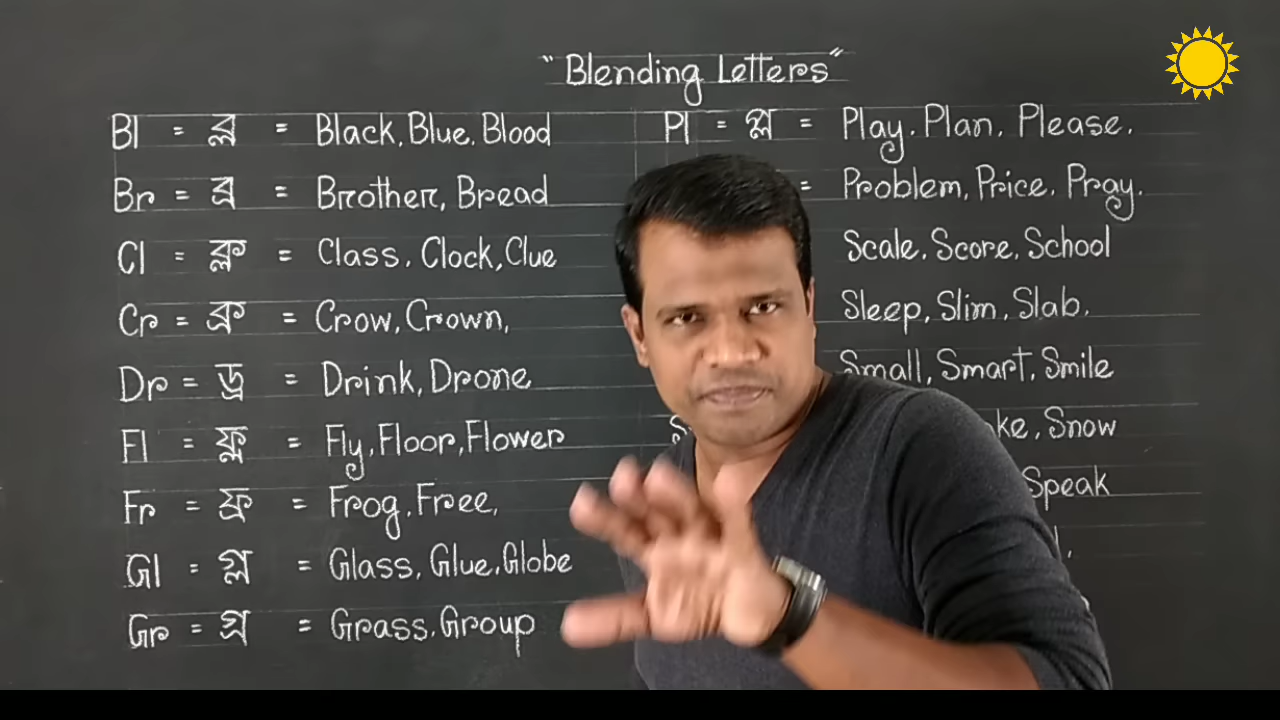 "Blending Letters"
Bl = ব্ল = Black, Blue, Blood
Br = ব্র = Brother, Bread
Cl = ক্ল = Class, Clock, Clue
Cr = ক্র = Crow, Crown,
Dr = ড্র = Drink, Drone
Fl = ফ্ল = Fly, Floor, Flower
Fr = ফ্র = Frog, Free,
Gl = গ্ল = Glass, Glue, Globe
Gr = গ্র = Grass, Group
Pl = প্ল = Play, Plan, Please.
= Problem, Price, Pray.
Scale, Score, School
Sleep, Slim, Slab.
Small, Smart, Smile
Snow
Speak